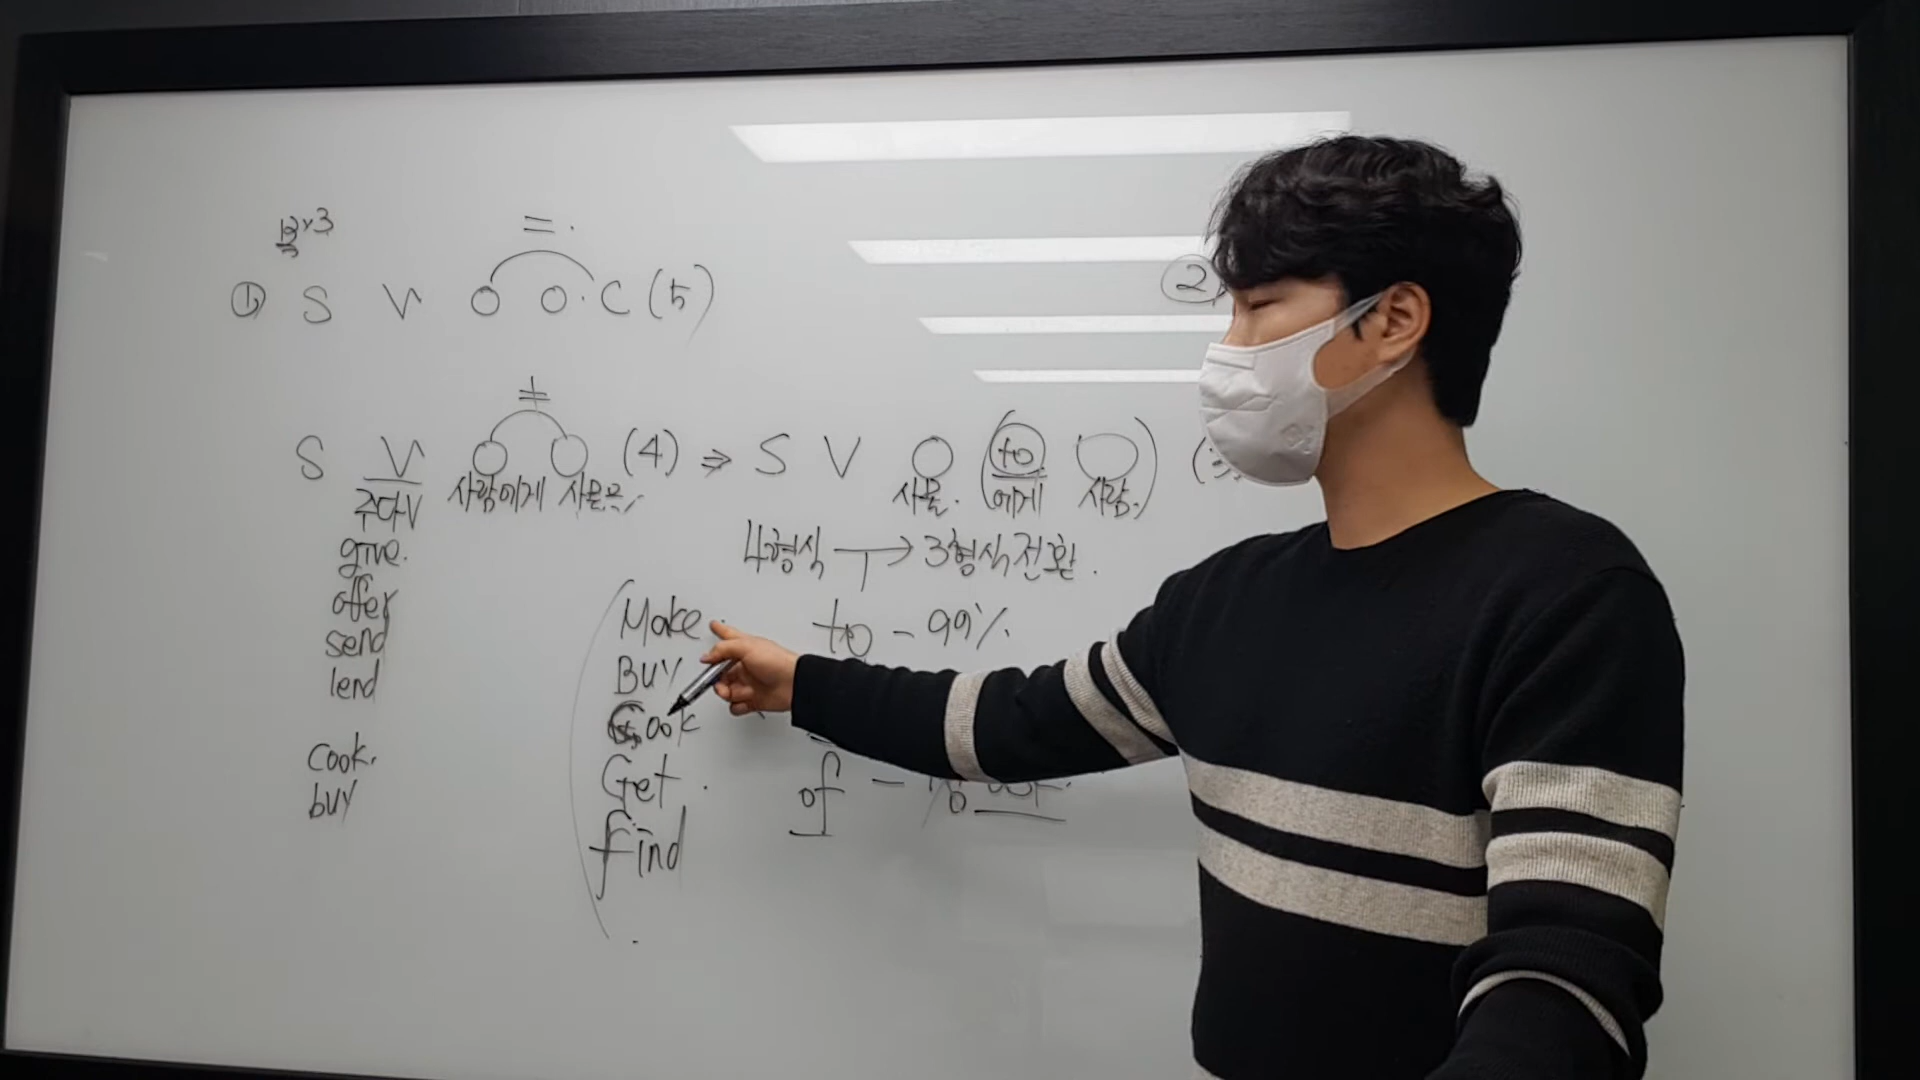 ① S V O O.C (5)
=.
≠
S V O O (4) ⇒ S V O (to O)
주다V 사람에게 사물을, 사물. 에게 사람.
4형식 → 3형식 전환.
give.
offer
send
lend
cook.
buy
Make
BUY
Cook
Get
find
to - 99%.
of -
②